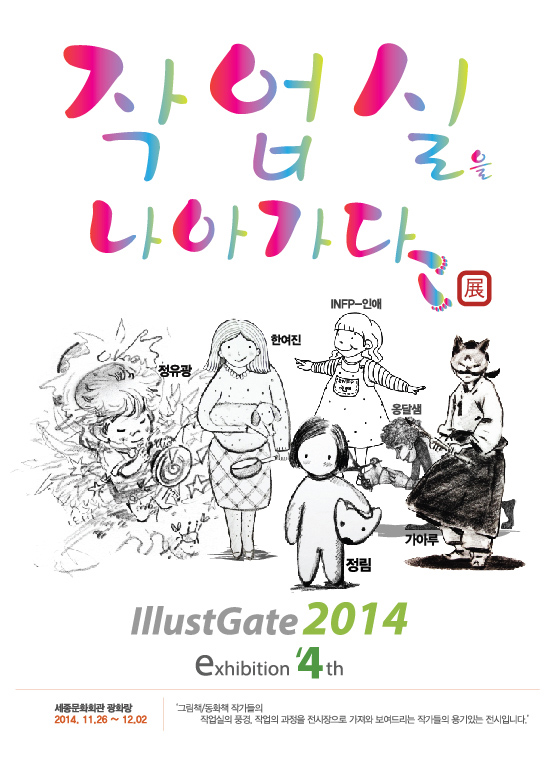 작업실을
나아가다
展
INFP-인애
한여진
정유광
옹달샘
가아루
정림
IllustGate 2014
exhibition '4th
세종문화회관 광화랑
2014. 11.26 ~ 12.02
'그림책/동화책 작가들의
작업실의 풍경, 작업의 과정을 전시장으로 가져와 보여드리는 작가들의 용기있는 전시입니다.'